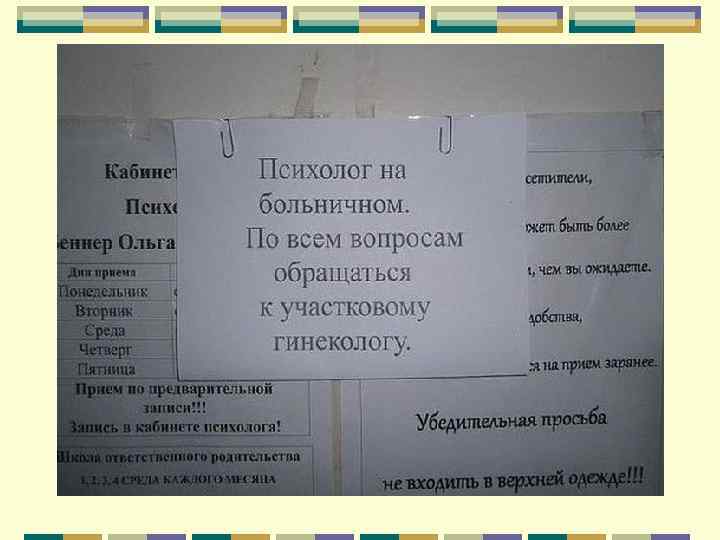 Кабинет
Психо
Веннер Ольга
Дни приема
Понедельник
Вторник
Среда
Четверг
Пятница
Прием по предварительной
записи!!!
Запись в кабинете психолога!
Школа ответственного родительства
1, 2, 3, 4 СРЕДА КАЖДОГО МЕСЯЦА
Психолог на
больничном.
По всем вопросам
обращаться
к участковому
гинекологу.
сетители,
жет быть более
, чем вы ожидаете.
добства,
ся на прием заранее.
Убедительная просьба
не входить в верхней одежде!!!